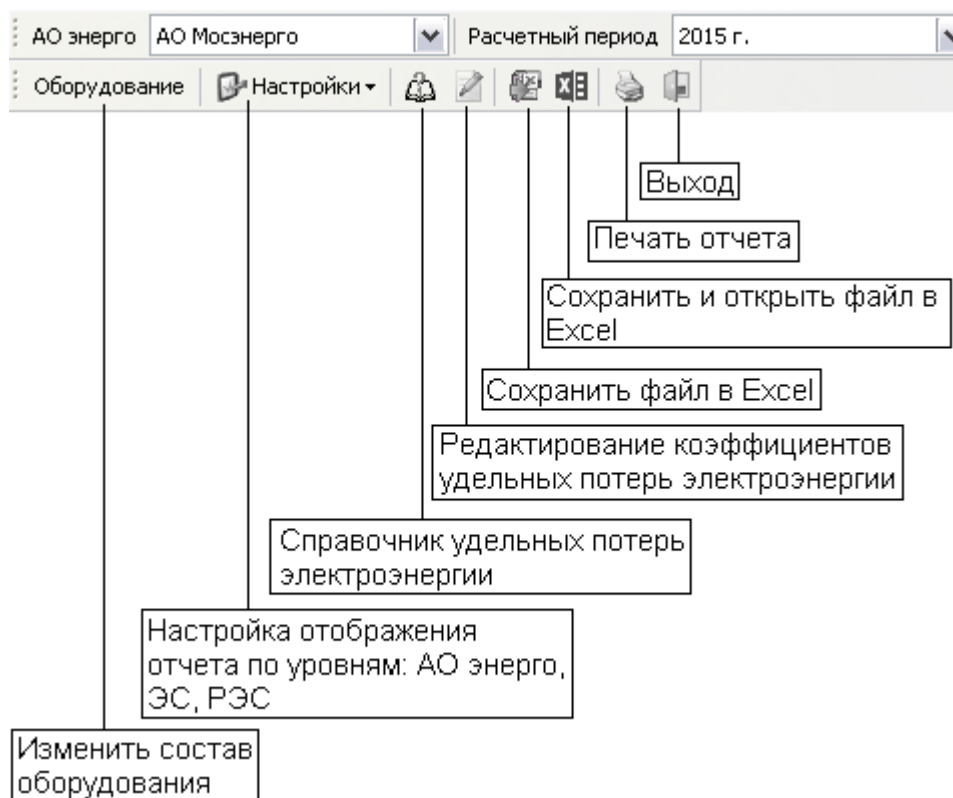 АО энерго АО Мосэнерго Расчетный период 2015 г.
Оборудование Настройки
Выход
Печать отчета
Сохранить и открыть файл в
Excel
Сохранить файл в Excel
Редактирование коэффициентов
удельных потерь электроэнергии
Справочник удельных потерь
электроэнергии
Настройка отображения
отчета по уровням: АО энерго,
ЭС, РЭС
Изменить состав
оборудования